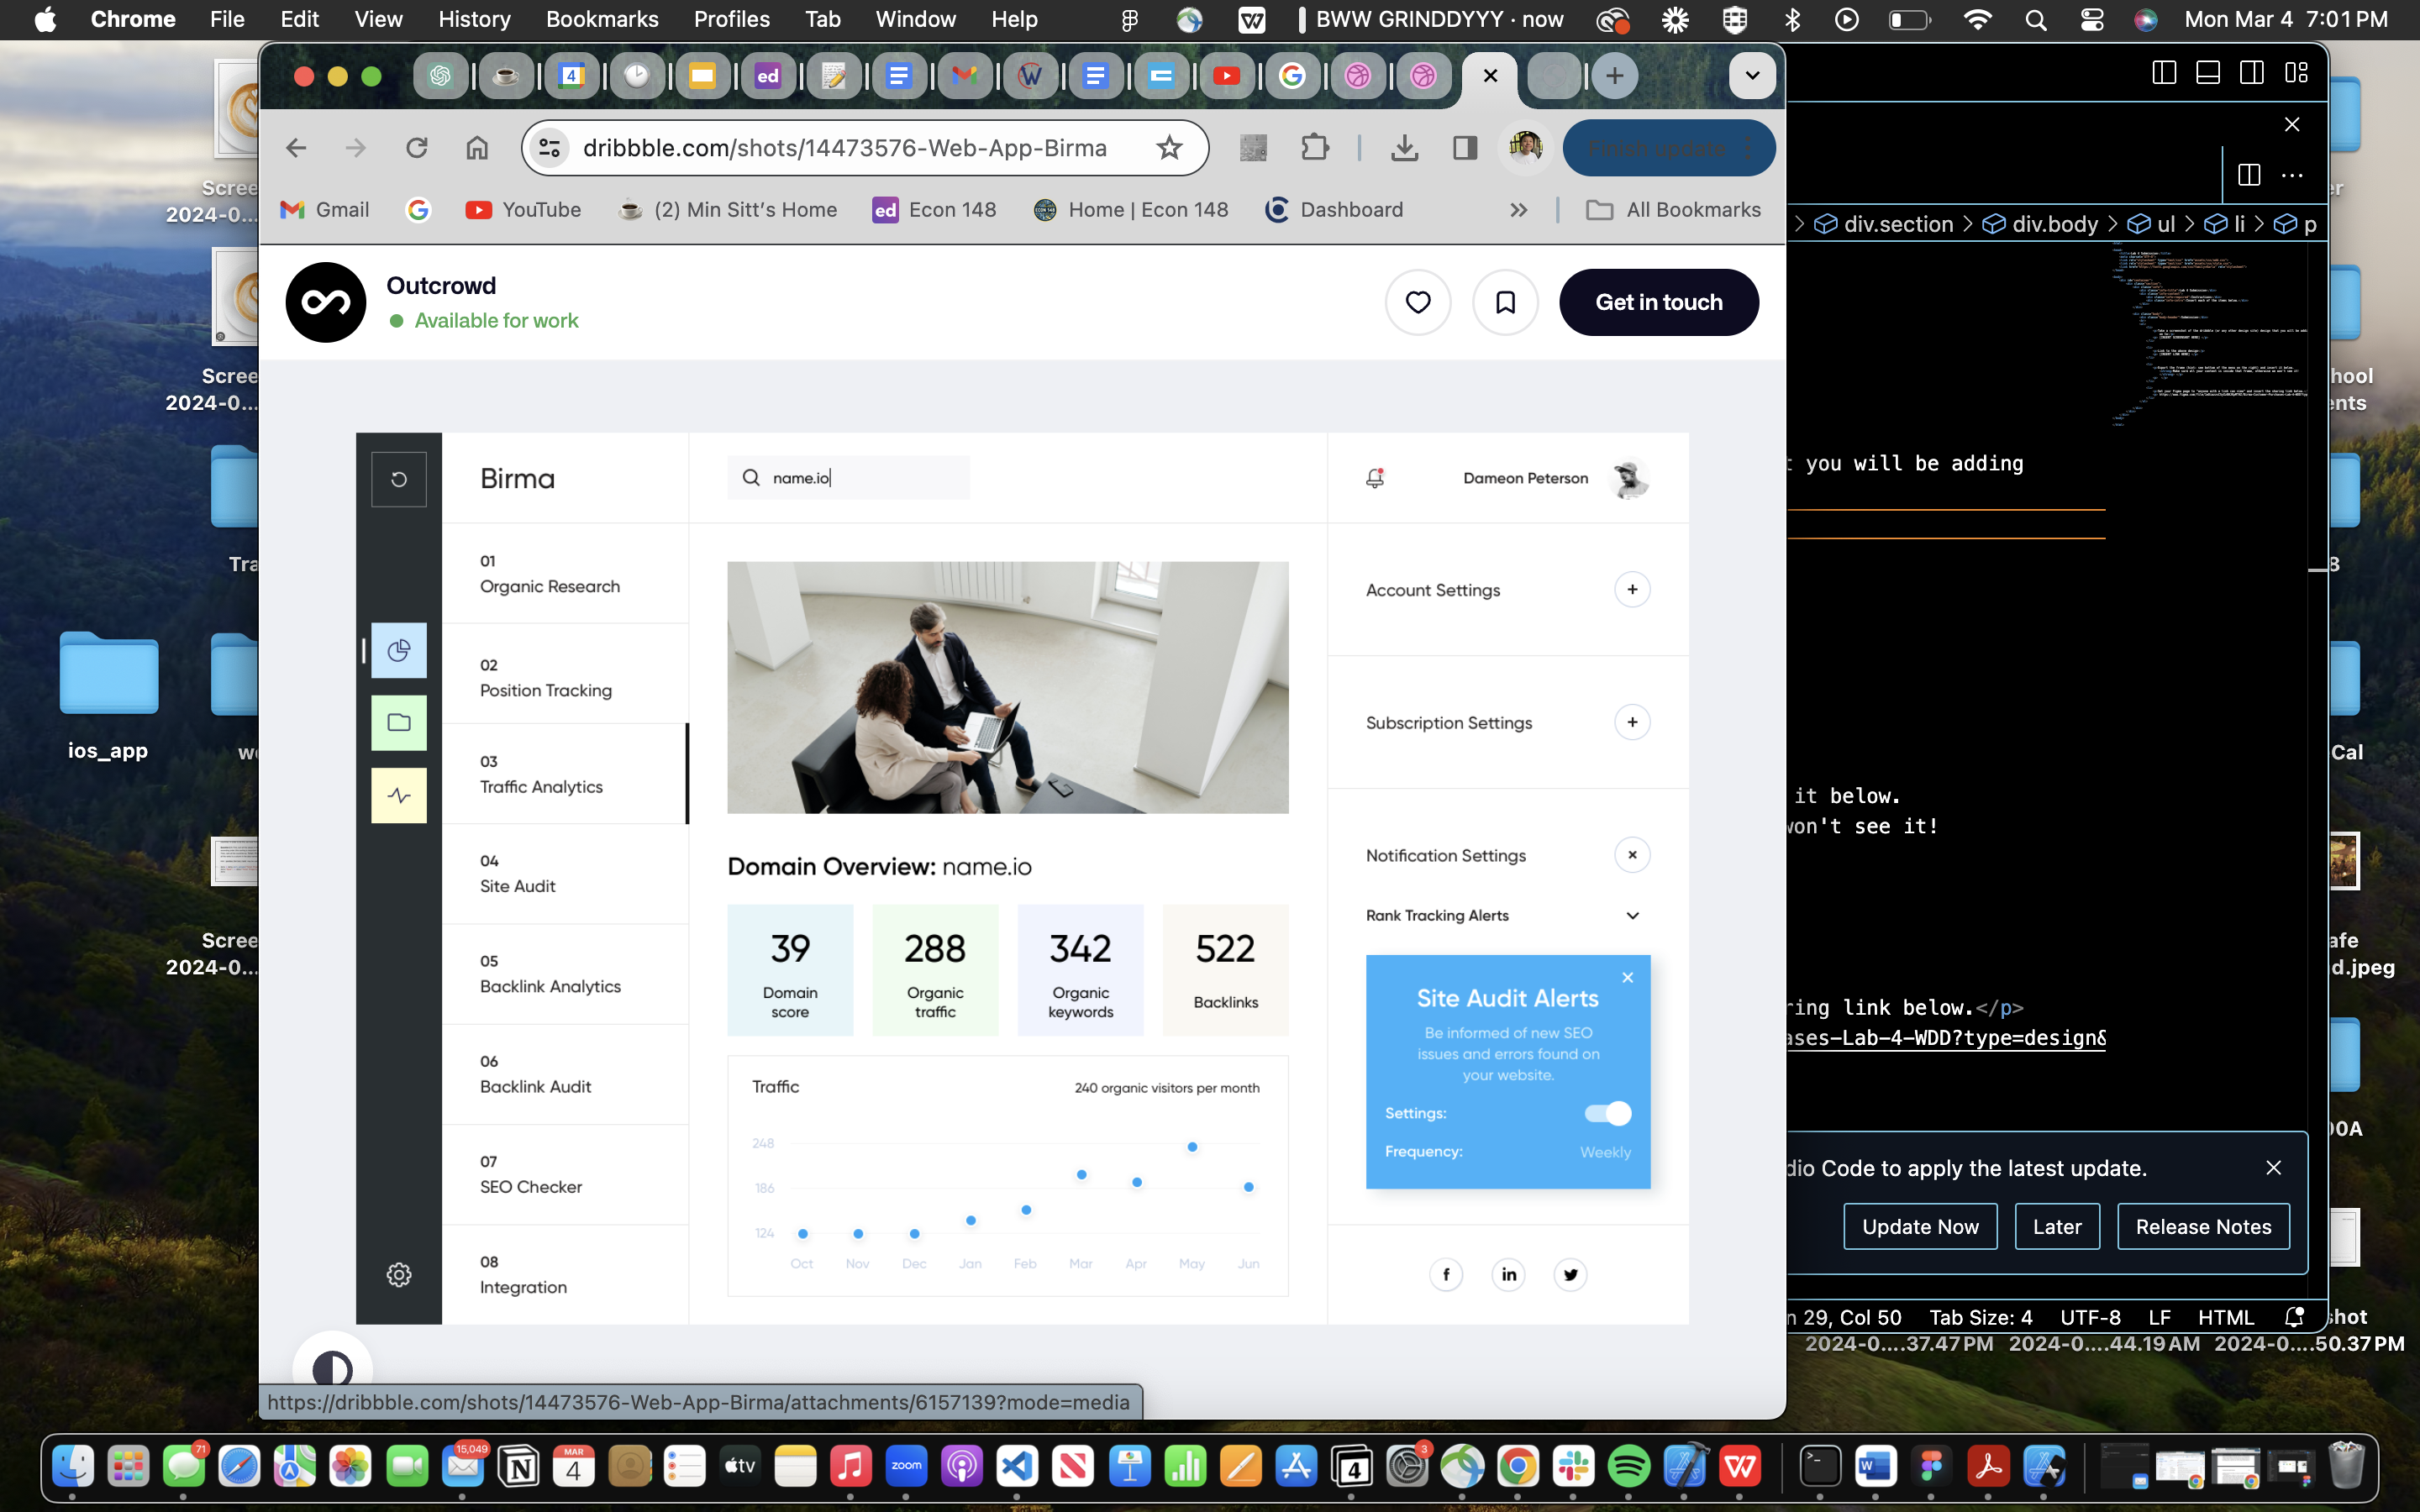 Chrome File Edit View History Bookmarks Profiles Tab Window Help
BWW GRINDDYYY · now
Mon Mar 4 7:01 PM
dribbble.com/shots/14473576-Web-App-Birma
Finish update
Gmail YouTube (2) Min Sitt's Home Econ 148 Home | Econ 148 Dashboard » All Bookmarks
Outcrowd
Available for work
Get in touch
Birma
name.io
Dameon Peterson
01
Organic Research
02
Position Tracking
03
Traffic Analytics
04
Site Audit
05
Backlink Analytics
06
Backlink Audit
07
SEO Checker
08
Integration
Domain Overview: name.io
39
Domain
score
288
Organic
traffic
342
Organic
keywords
522
Backlinks
Traffic
240 organic visitors per month
248
186
124
Oct Nov Dec Jan Feb Mar Apr May Jun
Account Settings
Subscription Settings
Notification Settings
Rank Tracking Alerts
Site Audit Alerts
Be informed of new SEO
issues and errors found on
your website.
Settings:
Frequency: Weekly
https://dribbble.com/shots/14473576-Web-App-Birma/attachments/6157139?mode=media
div.section > div.body > ul > li > p
you will be adding
it below.
won't see it!
ring link below.</p>
ases-Lab-4-WDD?type=design&
dio Code to apply the latest update.
Update Now Later Release Notes
29, Col 50 Tab Size: 4 UTF-8 LF HTML
Scree
2024-0...
Scree
2024-0...
Tra
ios_app
Scree
2024-0...
hool
nts
Cal
afe
d.jpeg
00A
shot
2024-0....37.47 PM 2024-0....44.19 AM 2024-0....50.37 PM
71
15,049
MAR
4
tv
zoom
4
3